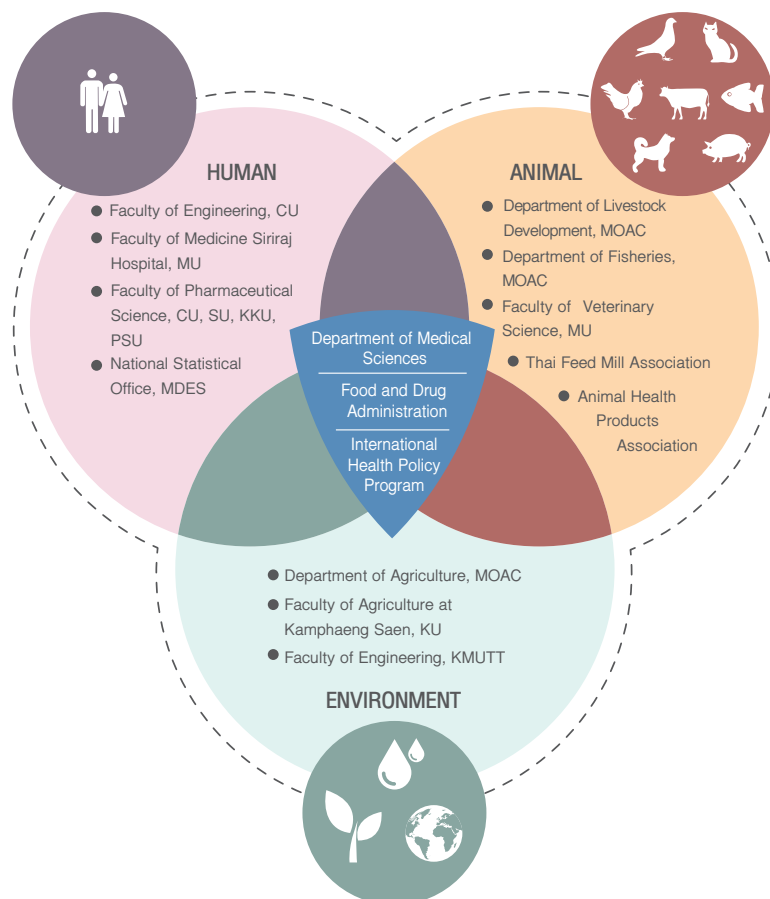 HUMAN
● Faculty of Engineering, CU
● Faculty of Medicine Siriraj
Hospital, MU
● Faculty of Pharmaceutical
Science, CU, SU, KKU,
PSU
● National Statistical
Office, MDES
ANIMAL
● Department of Livestock
Development, MOAC
● Department of Fisheries,
MOAC
● Faculty of Veterinary
Science, MU
● Thai Feed Mill Association
● Animal Health
Products
Association
Department of Medical
Sciences
Food and Drug
Administration
International
Health Policy
Program
● Department of Agriculture, MOAC
● Faculty of Agriculture at
Kamphaeng Saen, KU
● Faculty of Engineering, KMUTT
ENVIRONMENT